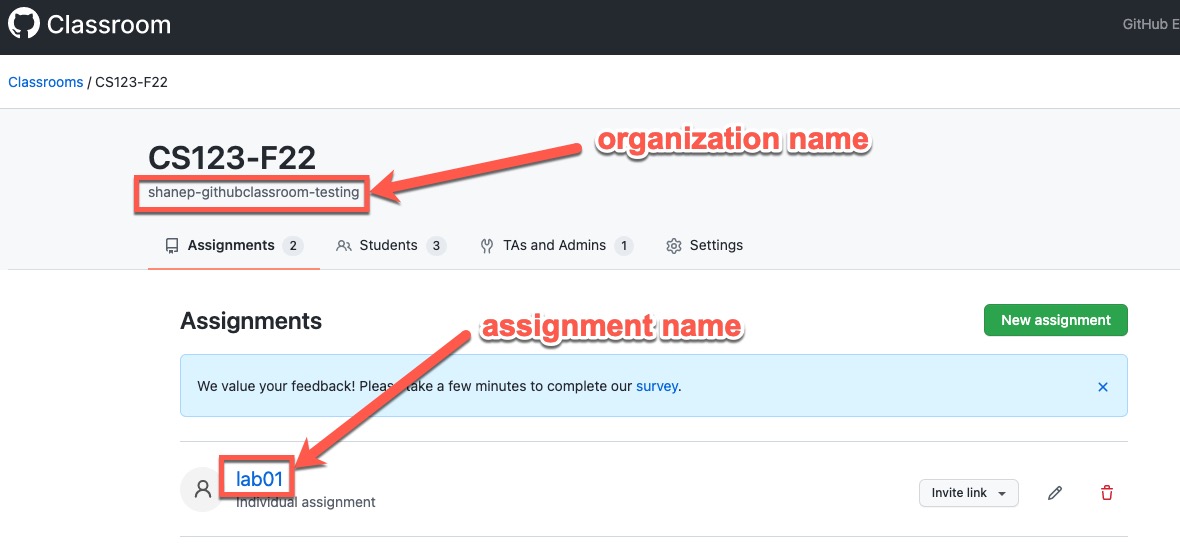 Classroom
GitHub E
Classrooms / CS123-F22
organization name
CS123-F22
shanep-githubclassroom-testing
Assignments 2 Students 3 TAs and Admins 1 Settings
assignment name
Assignments
New assignment
We value your feedback! Please take a few minutes to complete our survey.
lab01
Individual assignment
Invite link